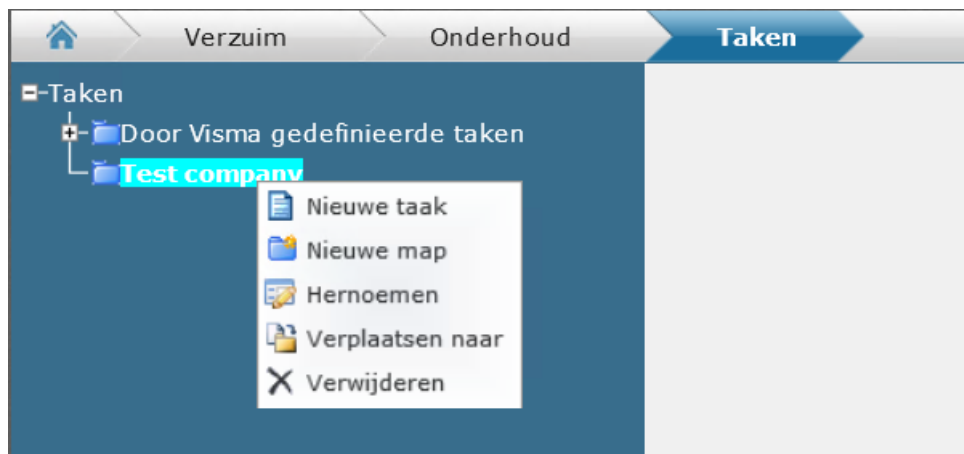 Verzuim Onderhoud Taken
Taken
Door Visma gedefinieerde taken
Test company
Nieuwe taak
Nieuwe map
Hernoemen
Verplaatsen naar
Verwijderen